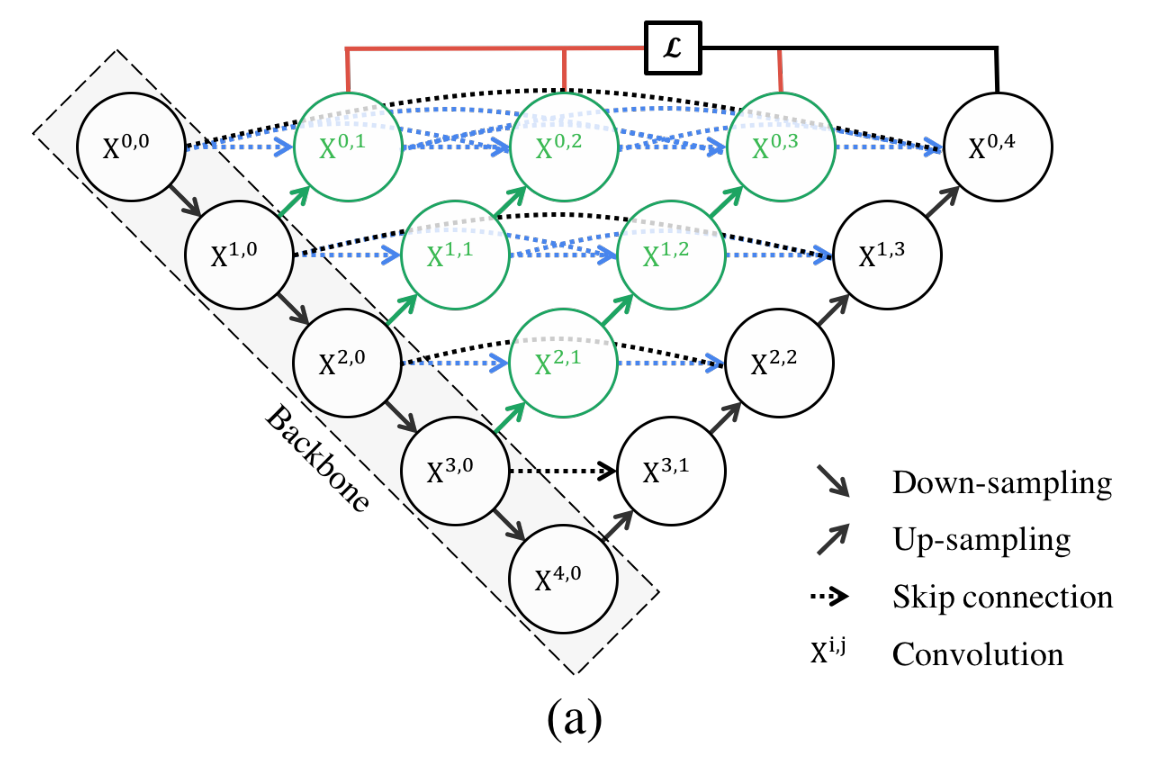 ℒ
X^{0,0} X^{0,1} X^{0,2} X^{0,3} X^{0,4}
X^{1,0} X^{1,1} X^{1,2} X^{1,3}
X^{2,0} X^{2,1} X^{2,2}
X^{3,0} X^{3,1}
X^{4,0}
Backbone
Down-sampling
Up-sampling
Skip connection
X^{i,j} Convolution
(a)